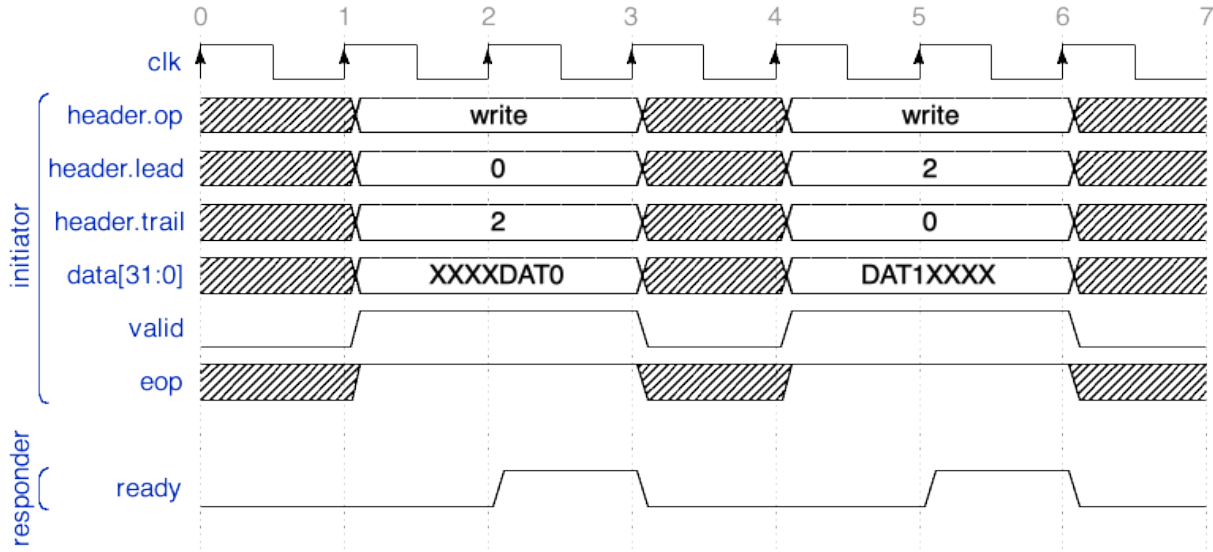 0 1 2 3 4 5 6 7
clk
initiator
header.op write write
header.lead 0 2
header.trail 2 0
data[31:0] XXXXDAT0 DAT1XXXX
valid
eop
responder
ready